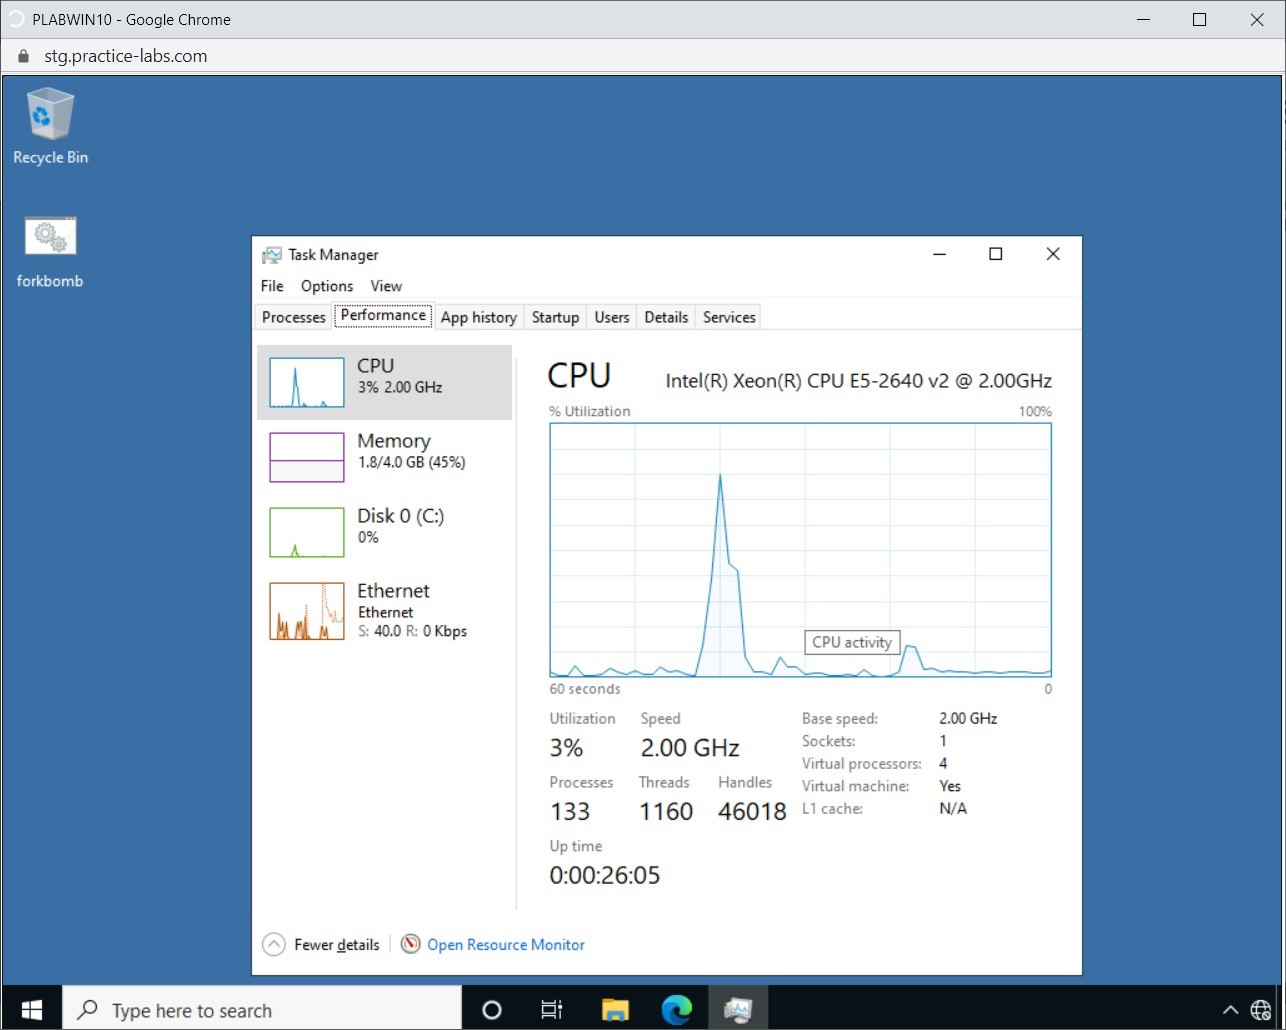 PLABWIN10 - Google Chrome
stg.practice-labs.com
Recycle Bin
forkbomb
Task Manager
File Options View
Processes Performance App history Startup Users Details Services
CPU
3% 2.00 GHz
Memory
1.8/4.0 GB (45%)
Disk 0 (C:)
0%
Ethernet
Ethernet
S: 40.0 R: 0 Kbps
CPU Intel(R) Xeon(R) CPU E5-2640 v2 @ 2.00GHz
% Utilization 100%
CPU activity
60 seconds 0
Utilization Speed
3% 2.00 GHz
Processes Threads Handles
133 1160 46018
Up time
0:00:26:05
Base speed: 2.00 GHz
Sockets: 1
Virtual processors: 4
Virtual machine: Yes
L1 cache: N/A
Fewer details Open Resource Monitor
Type here to search